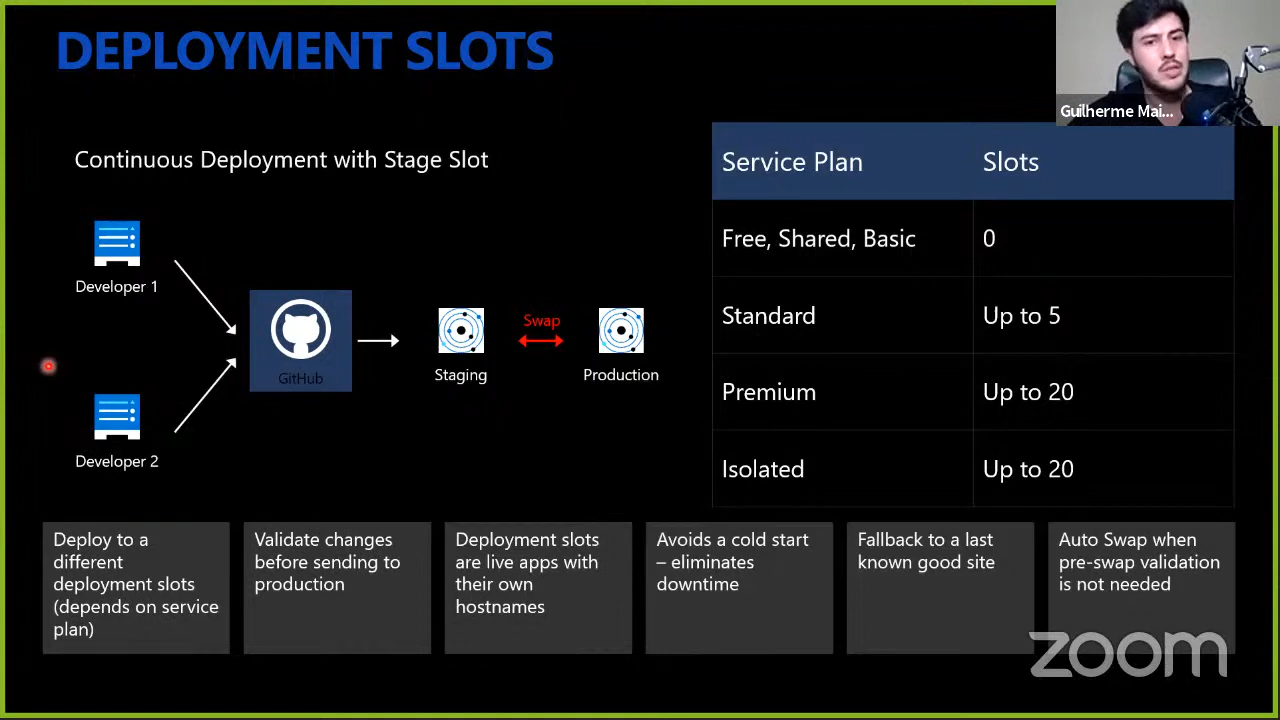 DEPLOYMENT SLOTS
Guilherme Mai...
Continuous Deployment with Stage Slot
Developer 1
Developer 2
GitHub
Staging
Swap
Production
Service Plan Slots
Free, Shared, Basic 0
Standard Up to 5
Premium Up to 20
Isolated Up to 20
Deploy to a
different
deployment slots
(depends on service
plan)
Validate changes
before sending to
production
Deployment slots
are live apps with
their own
hostnames
Avoids a cold start
– eliminates
downtime
Fallback to a last
known good site
Auto Swap when
pre-swap validation
is not needed
zoom